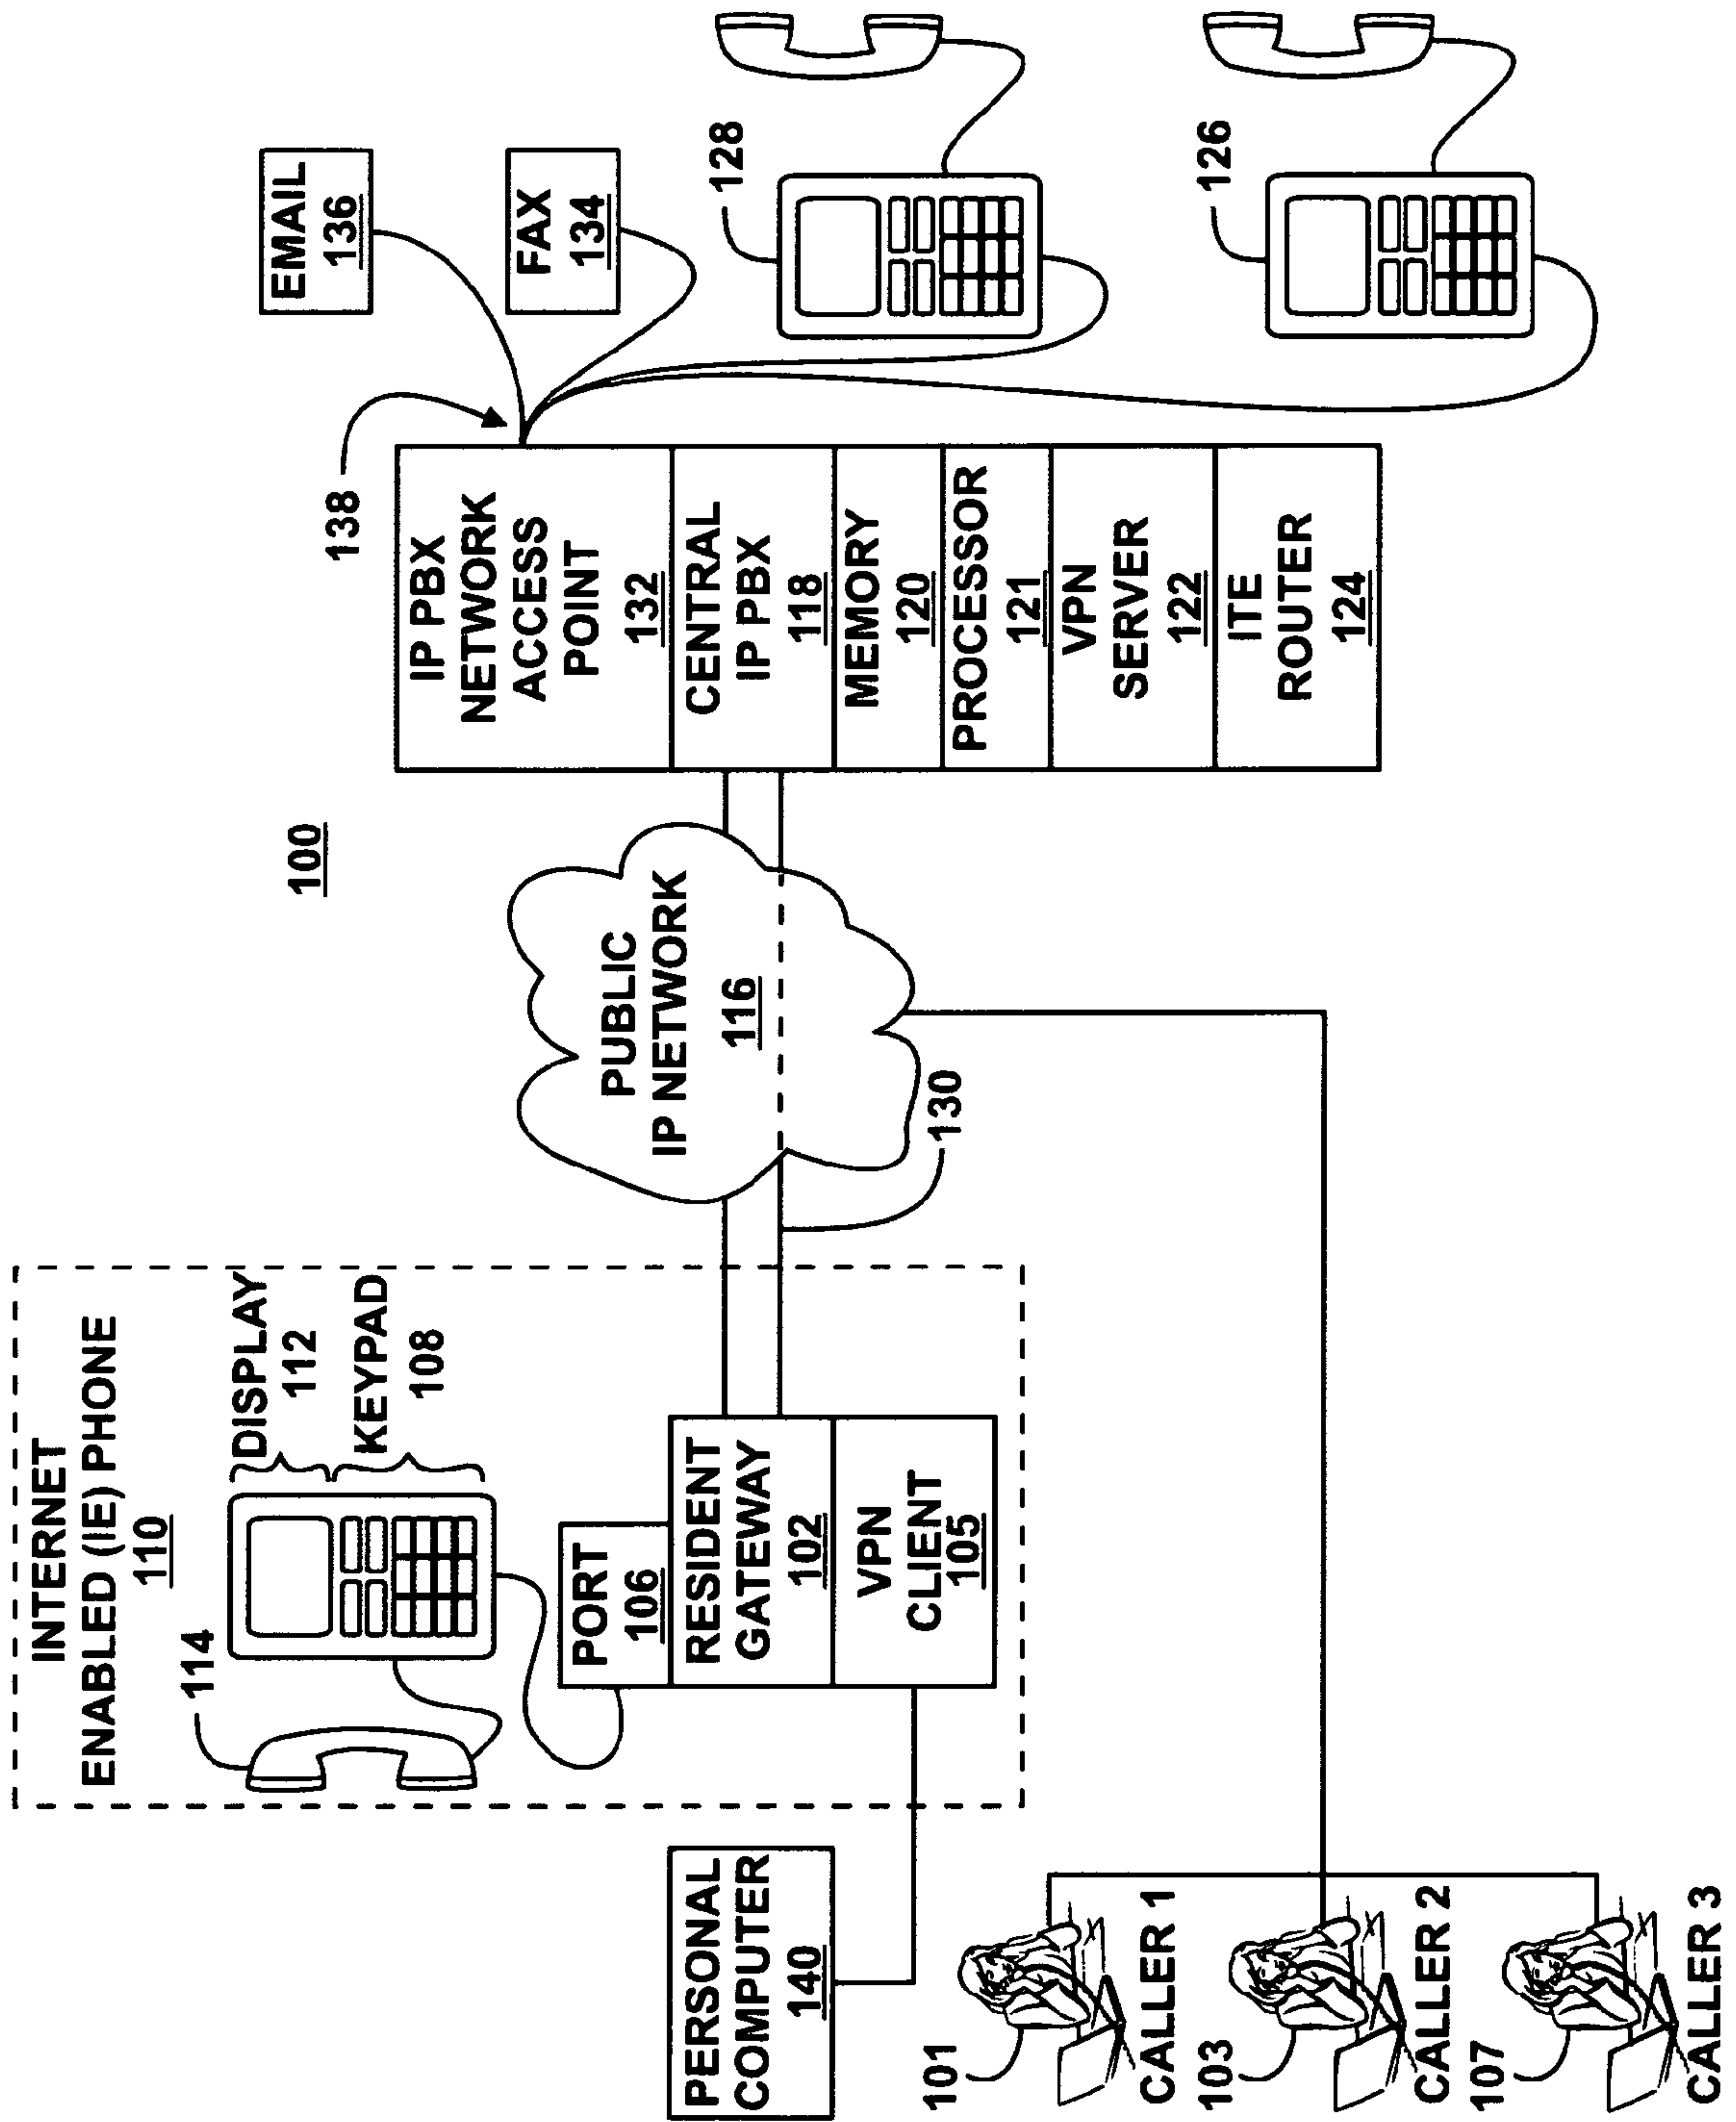 100
INTERNET
ENABLED (IE) PHONE
110
114
DISPLAY
112
KEYPAD
108
PORT
106
RESIDENT
GATEWAY
102
VPN
CLIENT
105
PERSONAL
COMPUTER
140
101
CALLER 1
103
CALLER 2
107
CALLER 3
PUBLIC
IP NETWORK
116
130
138
IP PBX
NETWORK
ACCESS
POINT
132
CENTRAL
IP PBX
118
MEMORY
120
PROCESSOR
121
VPN
SERVER
122
ITE
ROUTER
124
EMAIL
136
FAX
134
128
126